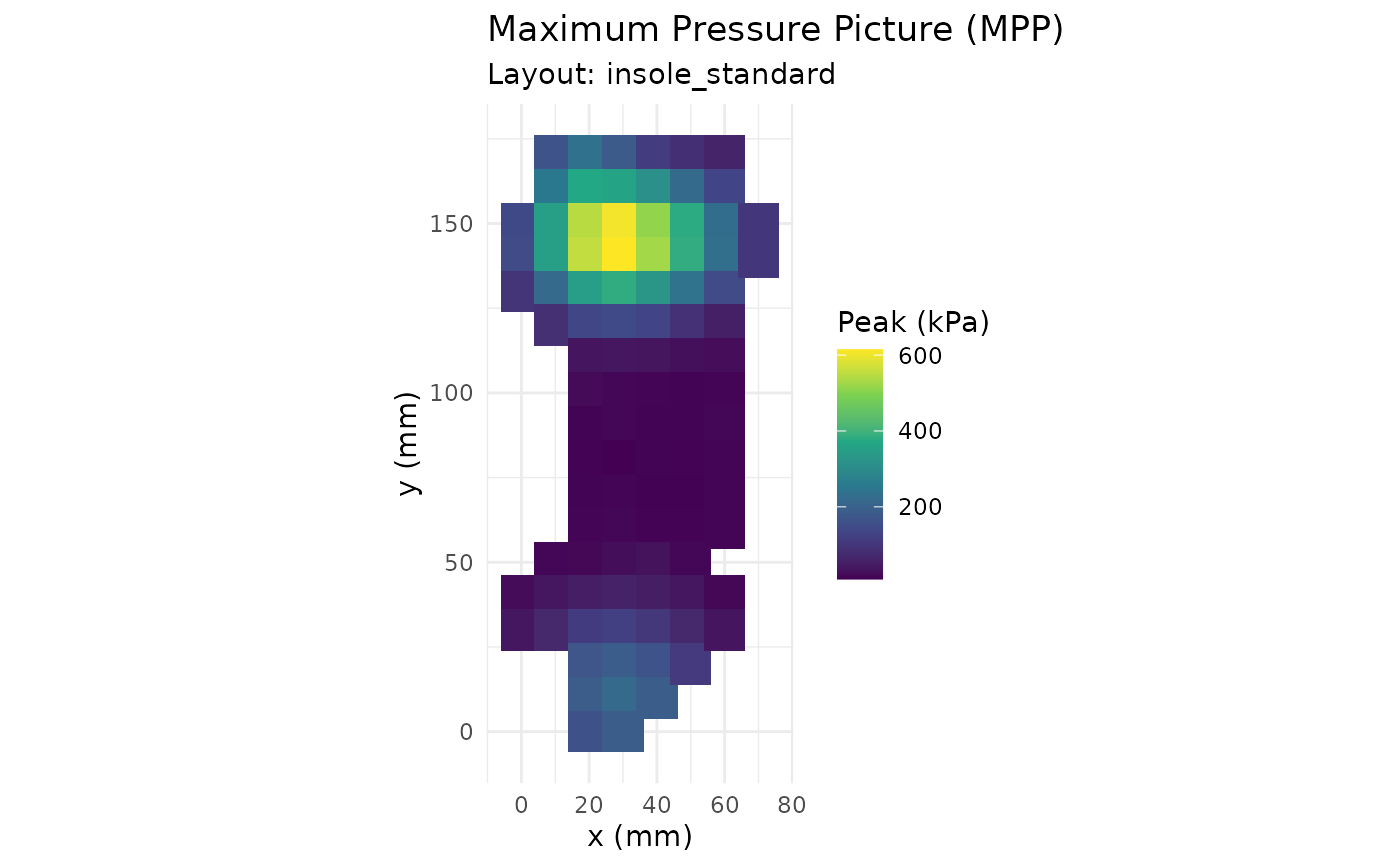 Maximum Pressure Picture (MPP)
Layout: insole_standard
150
100
50
0
y (mm)
0 20 40 60 80
x (mm)
Peak (kPa)
600
400
200